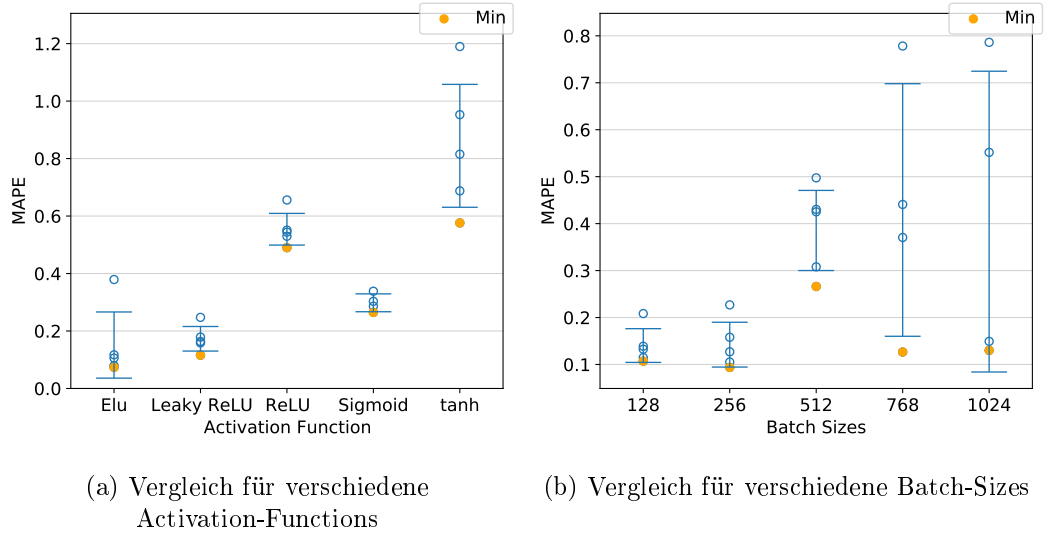 Min
1.2
1.0
0.8
0.6
0.4
0.2
0.0
MAPE
Elu Leaky ReLU ReLU Sigmoid tanh
Activation Function
(a) Vergleich für verschiedene
Activation-Functions
Min
0.8
0.7
0.6
0.5
0.4
0.3
0.2
0.1
MAPE
128 256 512 768 1024
Batch Sizes
(b) Vergleich für verschiedene Batch-Sizes